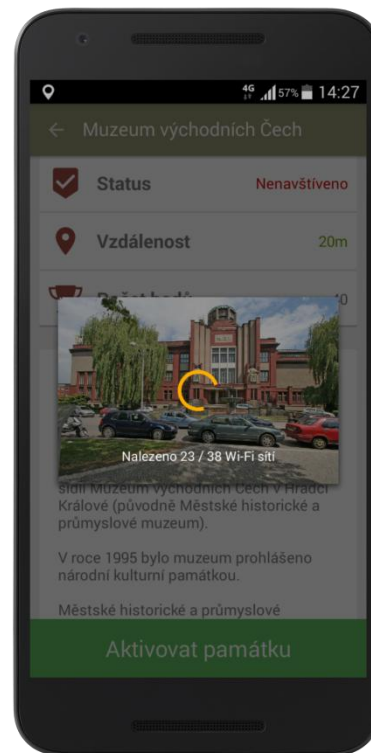 4G 57% 14:27
← Muzeum východních Čech
Status Nenavštíveno
Vzdálenost 20m
Nalezeno 23 / 38 Wi-Fi sítí
sídlí Muzeum východních Čech v Hradci
Králové (původně Městské historické a
průmyslové muzeum).
V roce 1995 bylo muzeum prohlášeno
národní kulturní památkou.
Městské historické a průmyslové
Aktivovat památku